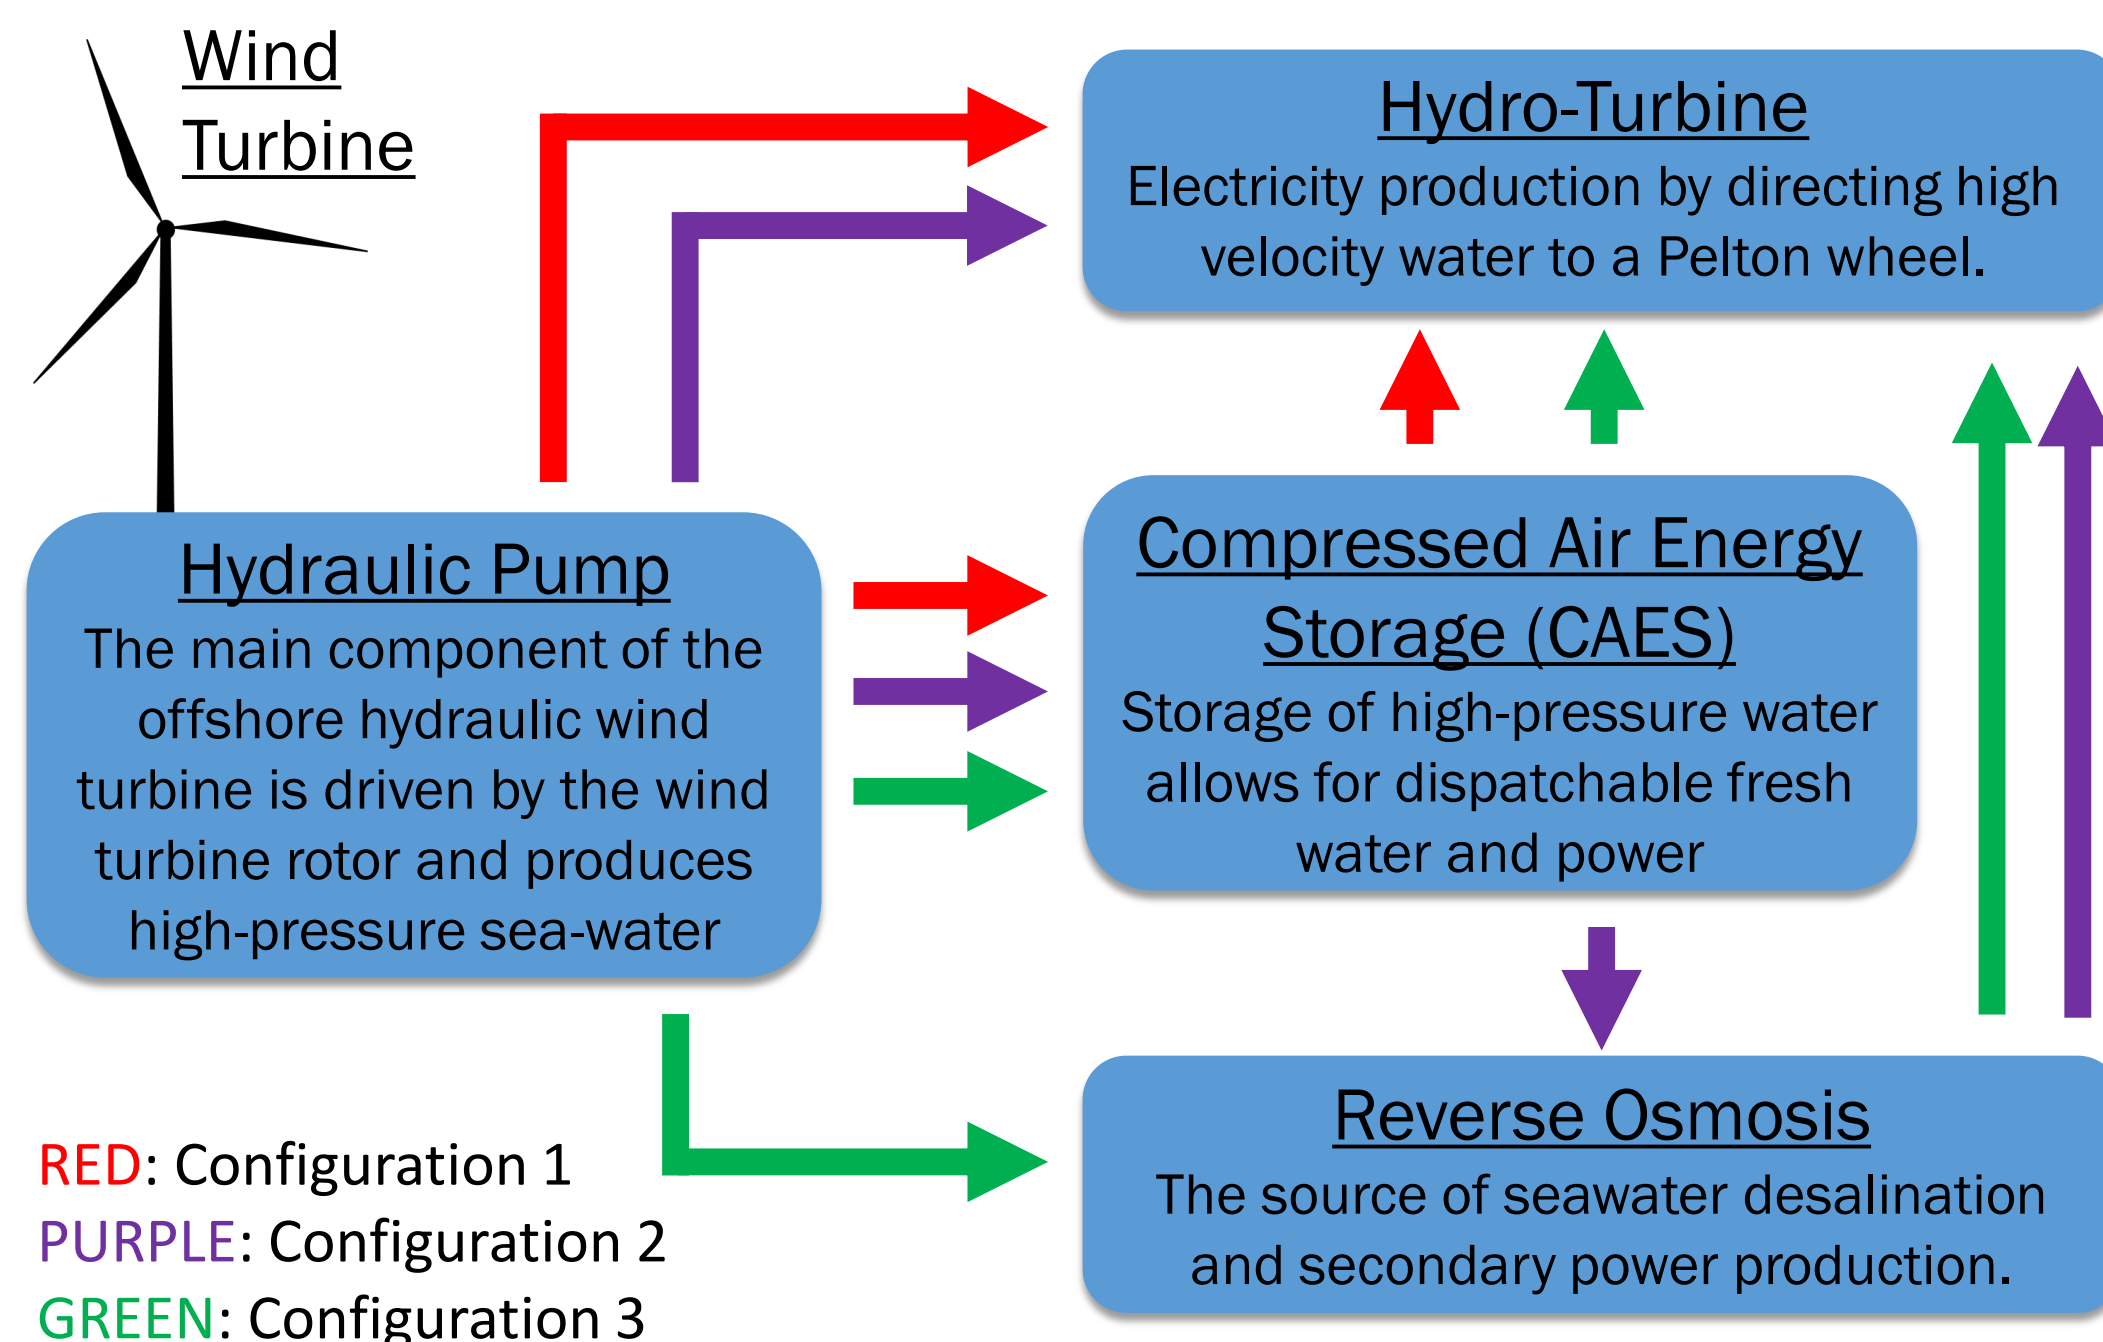 Wind
Turbine
Hydro-Turbine
Electricity production by directing high
velocity water to a Pelton wheel.
Hydraulic Pump
The main component of the
offshore hydraulic wind
turbine is driven by the wind
turbine rotor and produces
high-pressure sea-water
Compressed Air Energy
Storage (CAES)
Storage of high-pressure water
allows for dispatchable fresh
water and power
Reverse Osmosis
The source of seawater desalination
and secondary power production.
RED: Configuration 1
PURPLE: Configuration 2
GREEN: Configuration 3